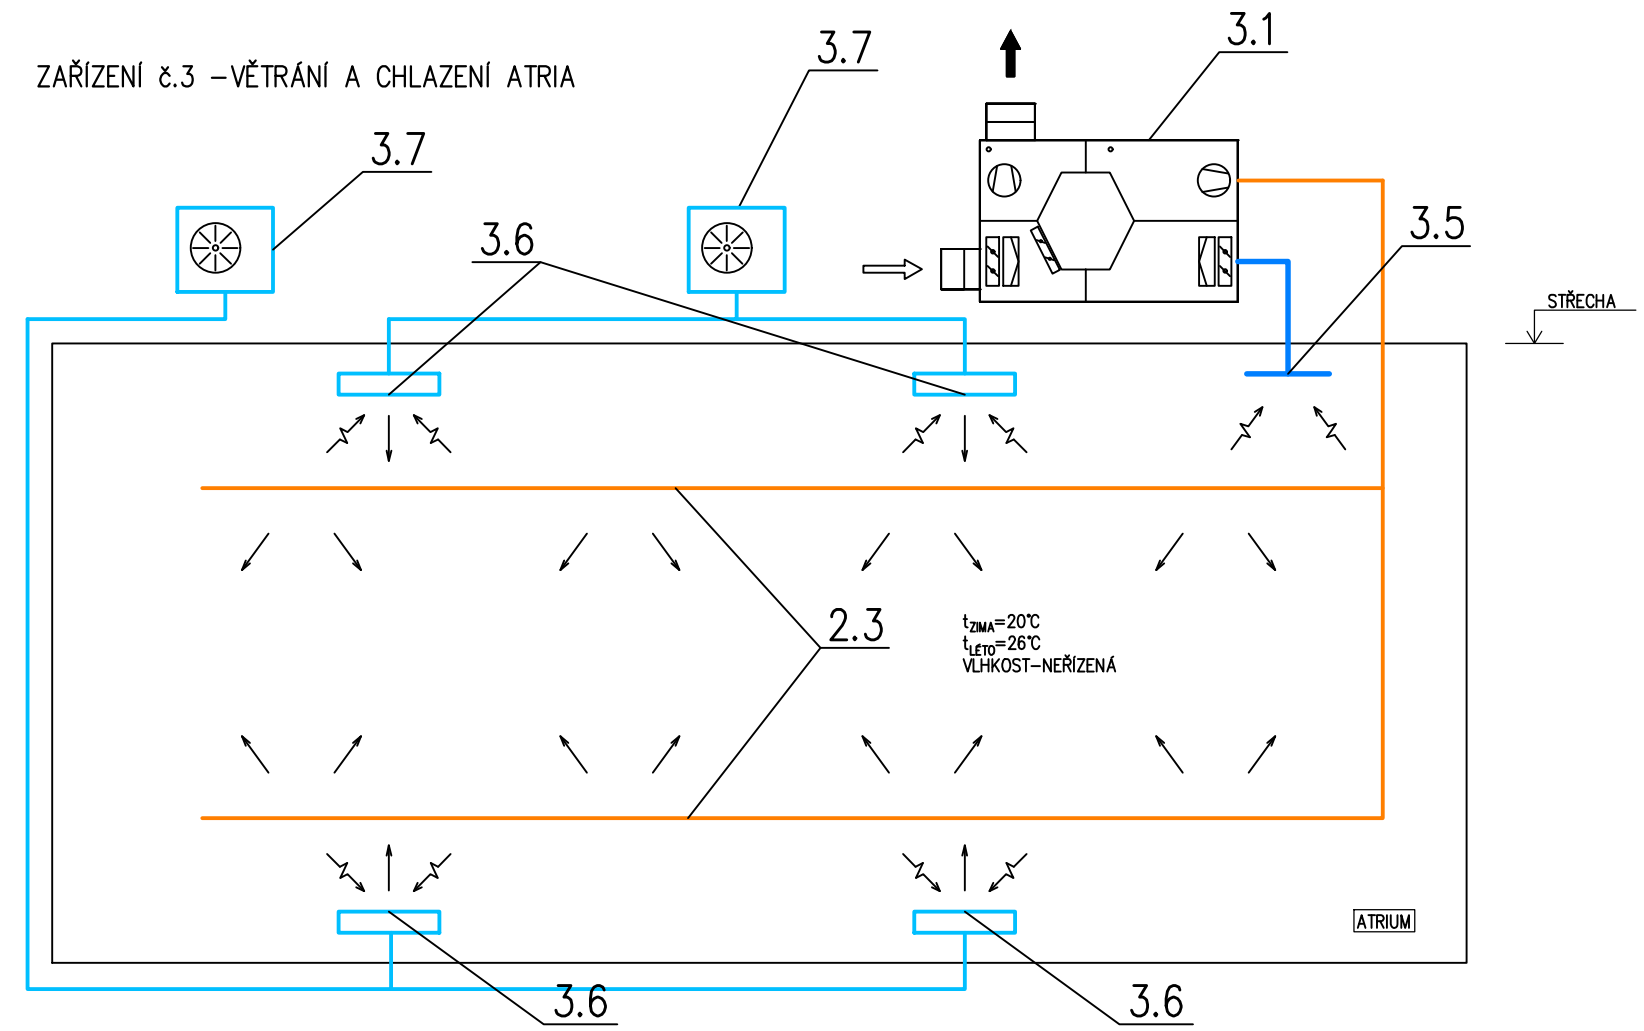 ZAŘÍZENÍ č.3 -VĚTRÁNÍ A CHLAZENÍ ATRIA
3.7
3.7
3.1
3.6
3.5
STŘECHA
2.3
tZIMA=20°C
tLÉTO=26°C
VLHKOST-NEŘÍZENÁ
ATRIUM
3.6
3.6